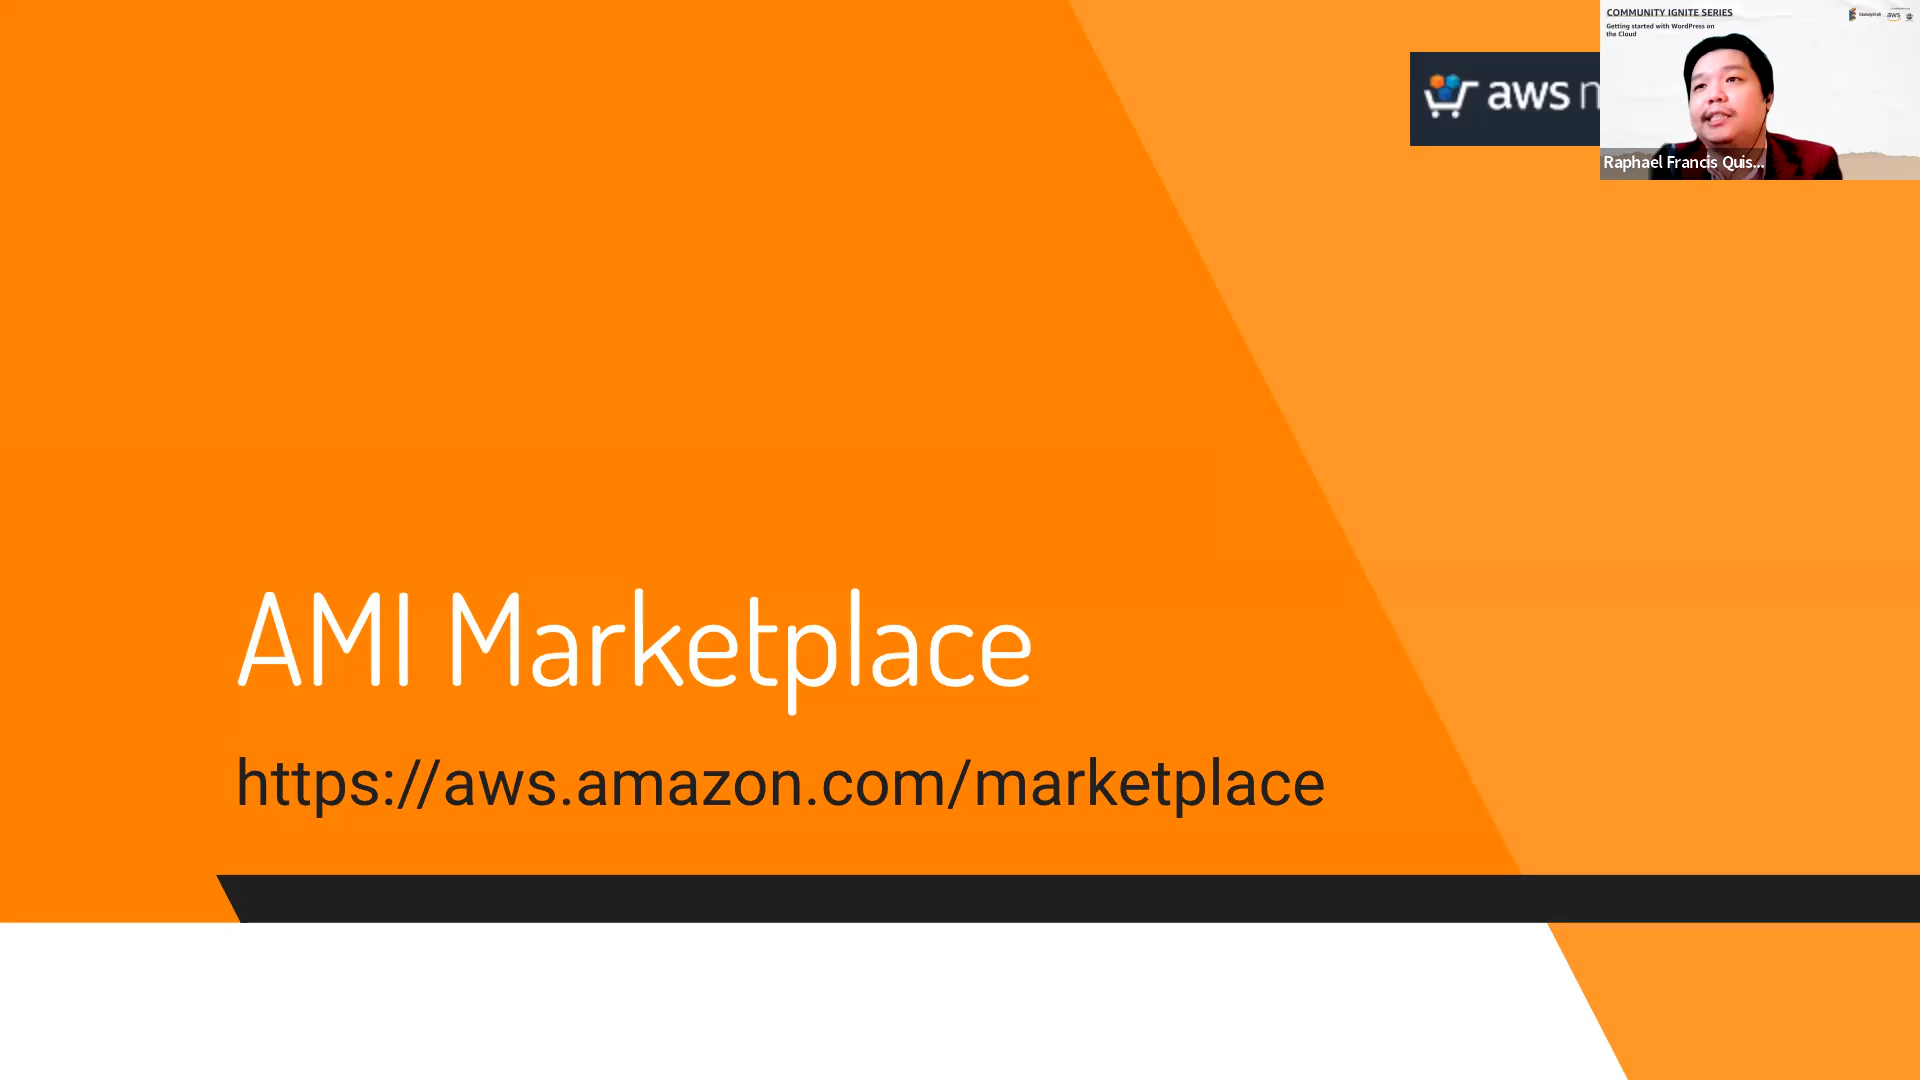 COMMUNITY IGNITE SERIES
Getting started with WordPress on
the Cloud
aws
aws
Raphael Francis Quis...
AMI Marketplace
https://aws.amazon.com/marketplace